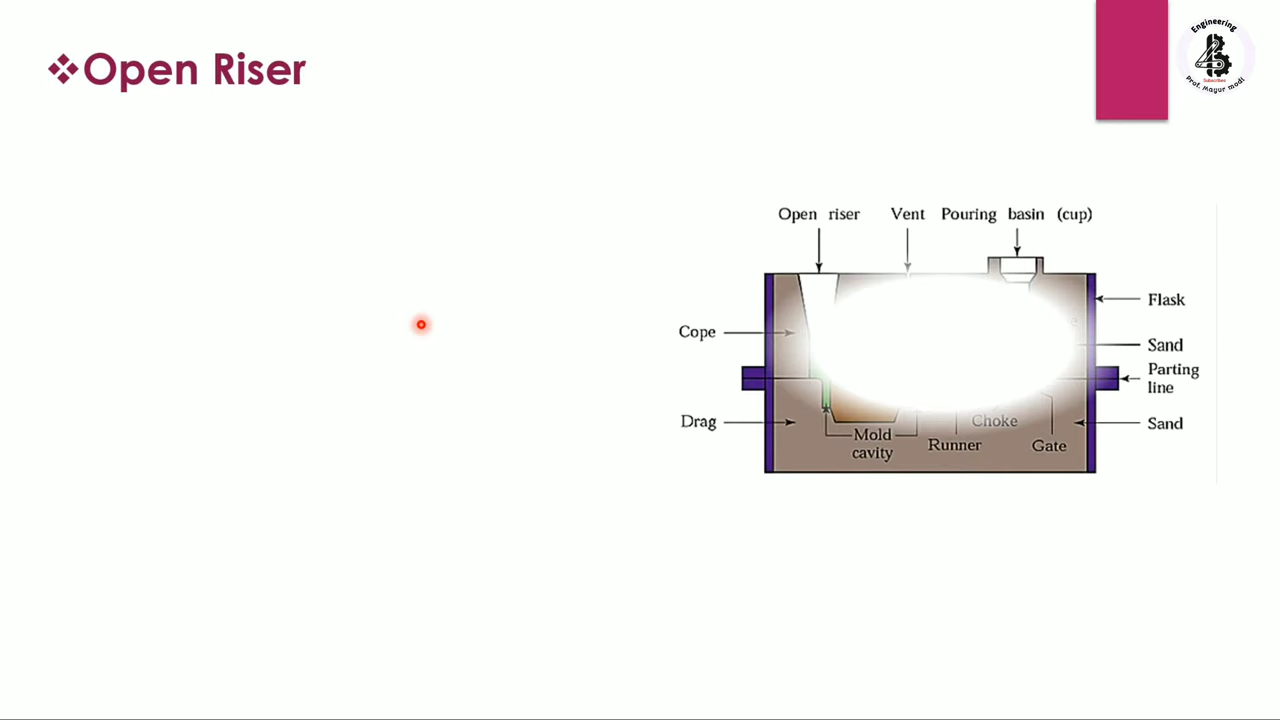 ❖Open Riser
Engineering
Subscribes
Prof. Mayur modi
Open riser
Vent
Pouring basin (cup)
Flask
Cope
Sand
Parting
line
Drag
Sand
Choke
Mold
cavity
Runner
Gate